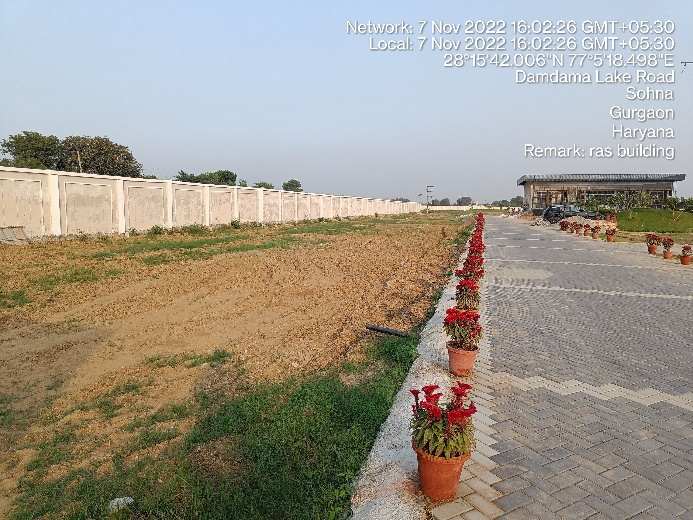 Network: 7 Nov 2022 16:02:26 GMT+05:30
Local: 7 Nov 2022 16:02:26 GMT+05:30
28°15'42.006"N 77°5'18.498"E
Damdama Lake Road
Sohna
Gurgaon
Haryana
Remark: ras building